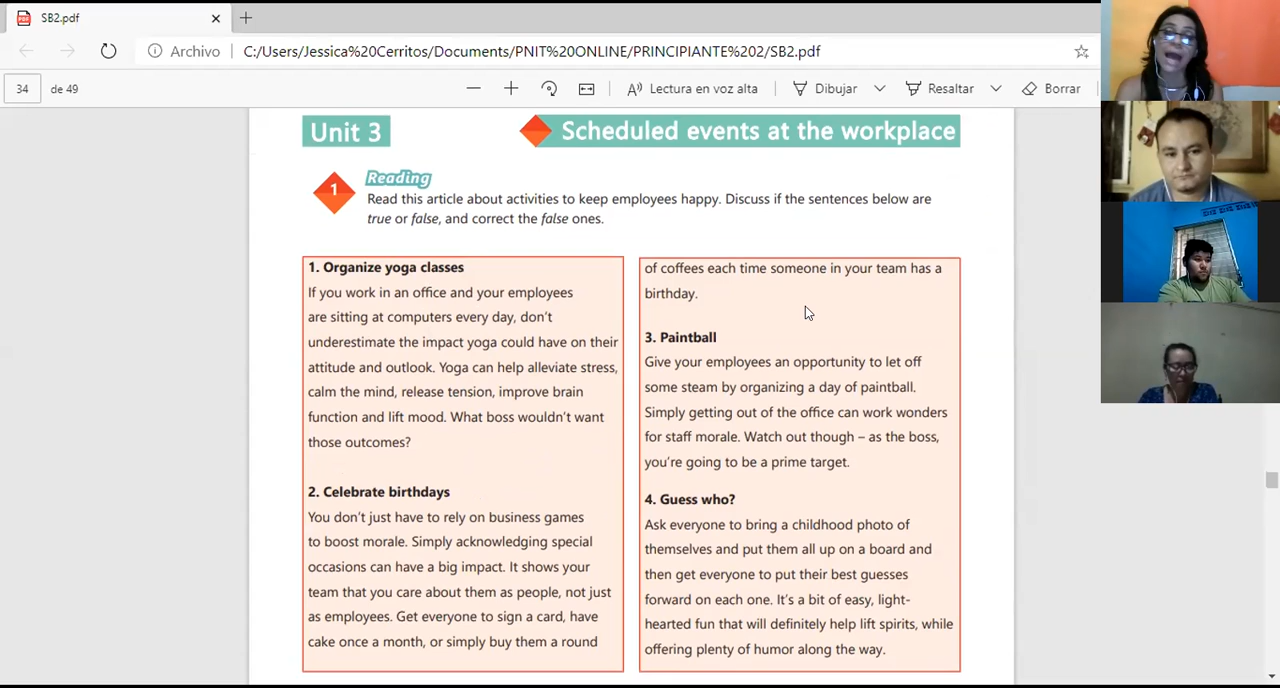 SB2.pdf
Archivo
C:/Users/Jessica%20Cerritos/Documents/PNIT%20ONLINE/PRINCIPIANTE%202/SB2.pdf
34 de 49
Lectura en voz alta
Dibujar
Resaltar
Borrar
Unit 3
Scheduled events at the workplace
1
Reading
Read this article about activities to keep employees happy. Discuss if the sentences below are
true or false, and correct the false ones.
1. Organize yoga classes
If you work in an office and your employees
are sitting at computers every day, don't
underestimate the impact yoga could have on their
attitude and outlook. Yoga can help alleviate stress,
calm the mind, release tension, improve brain
function and lift mood. What boss wouldn't want
those outcomes?
2. Celebrate birthdays
You don't just have to rely on business games
to boost morale. Simply acknowledging special
occasions can have a big impact. It shows your
team that you care about them as people, not just
as employees. Get everyone to sign a card, have
cake once a month, or simply buy them a round
of coffees each time someone in your team has a
birthday.
3. Paintball
Give your employees an opportunity to let off
some steam by organizing a day of paintball.
Simply getting out of the office can work wonders
for staff morale. Watch out though – as the boss,
you're going to be a prime target.
4. Guess who?
Ask everyone to bring a childhood photo of
themselves and put them all up on a board and
then get everyone to put their best guesses
forward on each one. It's a bit of easy, light-
hearted fun that will definitely help lift spirits, while
offering plenty of humor along the way.